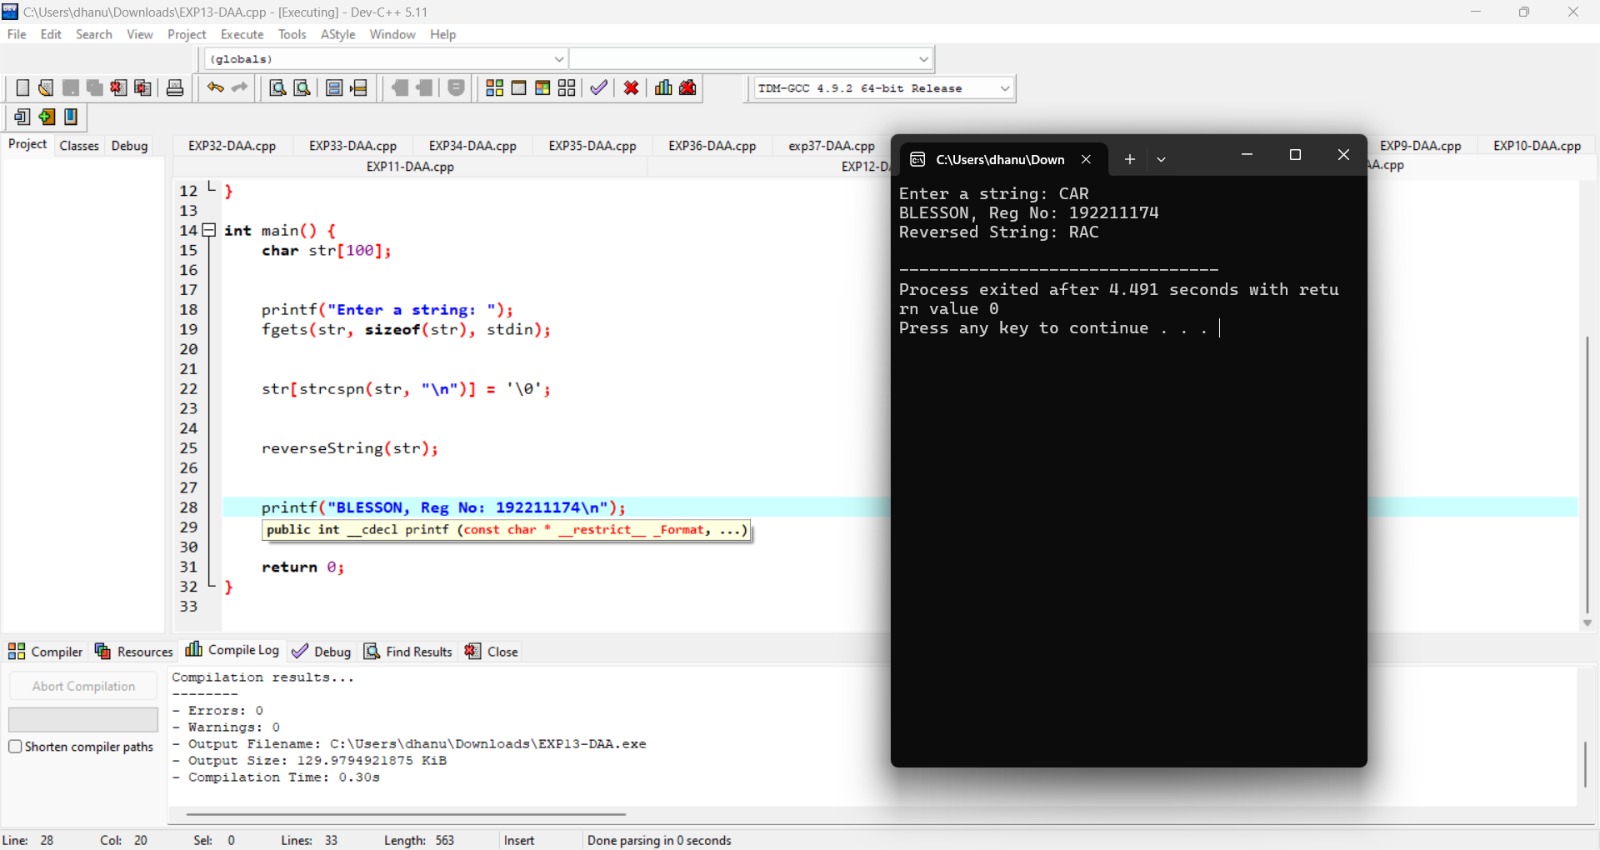 C:\Users\dhanu\Downloads\EXP13-DAA.cpp - [Executing] - Dev-C++ 5.11
File Edit Search View Project Execute Tools AStyle Window Help
(globals)
TDM-GCC 4.9.2 64-bit Release
Project Classes Debug
EXP32-DAA.cpp EXP33-DAA.cpp EXP34-DAA.cpp EXP35-DAA.cpp EXP36-DAA.cpp exp37-DAA.cpp EXP9-DAA.cpp EXP10-DAA.cpp
EXP11-DAA.cpp EXP12-D AA.cpp
12 }
13
14 int main() {
15 char str[100];
16
17
18 printf("Enter a string: ");
19 fgets(str, sizeof(str), stdin);
20
21
22 str[strcspn(str, "\n")] = '\0';
23
24
25 reverseString(str);
26
27
28 printf("BLESSON, Reg No: 192211174\n");
29 public int __cdecl printf (const char * __restrict__ _Format, ...)
30
31 return 0;
32 }
33
C:\Users\dhanu\Down
Enter a string: CAR
BLESSON, Reg No: 192211174
Reversed String: RAC
--------------------------------
Process exited after 4.491 seconds with retu
rn value 0
Press any key to continue . . .
Compiler Resources Compile Log Debug Find Results Close
Abort Compilation
Shorten compiler paths
Compilation results...
--------
- Errors: 0
- Warnings: 0
- Output Filename: C:\Users\dhanu\Downloads\EXP13-DAA.exe
- Output Size: 129.9794921875 KiB
- Compilation Time: 0.30s
Line: 28 Col: 20 Sel: 0 Lines: 33 Length: 563 Insert Done parsing in 0 seconds